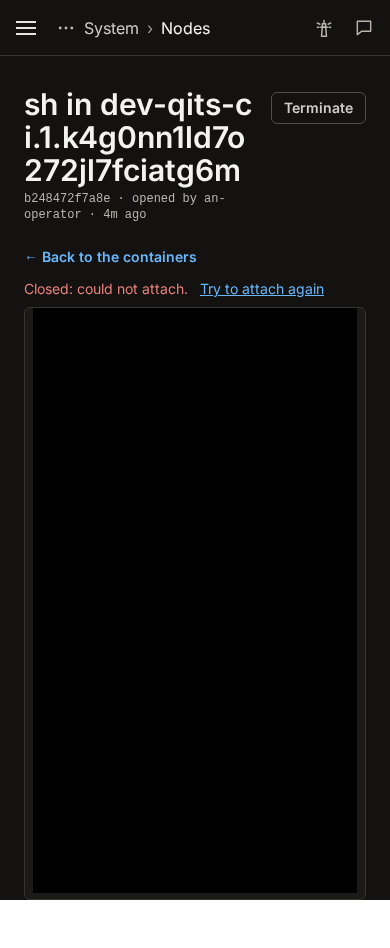 ··· System › Nodes
sh in dev-qits-c
i.1.k4g0nn1ld7o
272jl7fciatg6m
Terminate
b248472f7a8e · opened by an-
operator · 4m ago
← Back to the containers
Closed: could not attach. Try to attach again